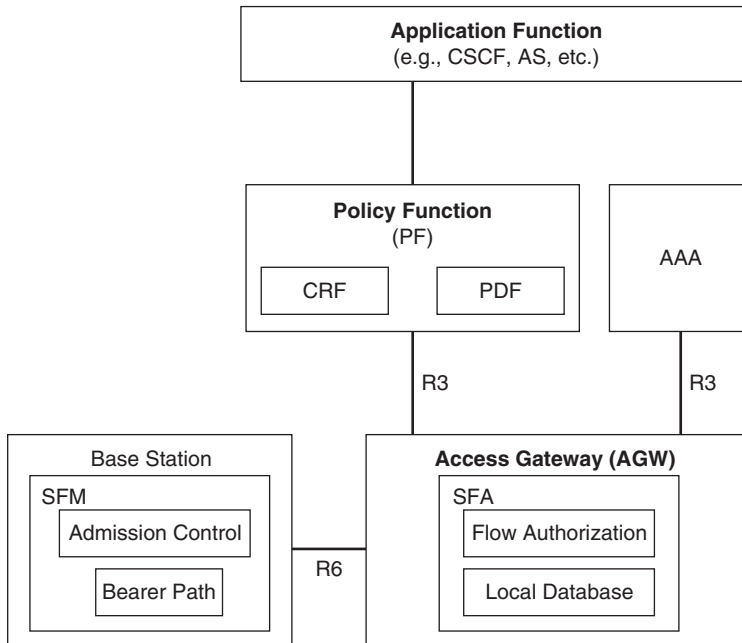 Application Function
(e.g., CSCF, AS, etc.)
Policy Function
(PF)
CRF
PDF
AAA
R3
R3
Base Station
SFM
Admission Control
Bearer Path
R6
Access Gateway (AGW)
SFA
Flow Authorization
Local Database